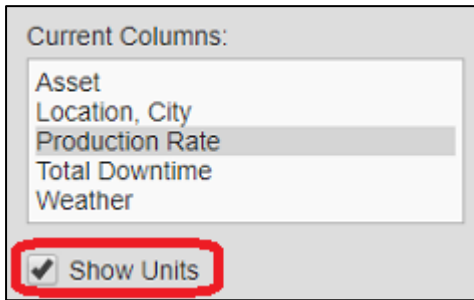 Current Columns:
Asset
Location, City
Production Rate
Total Downtime
Weather
Show Units